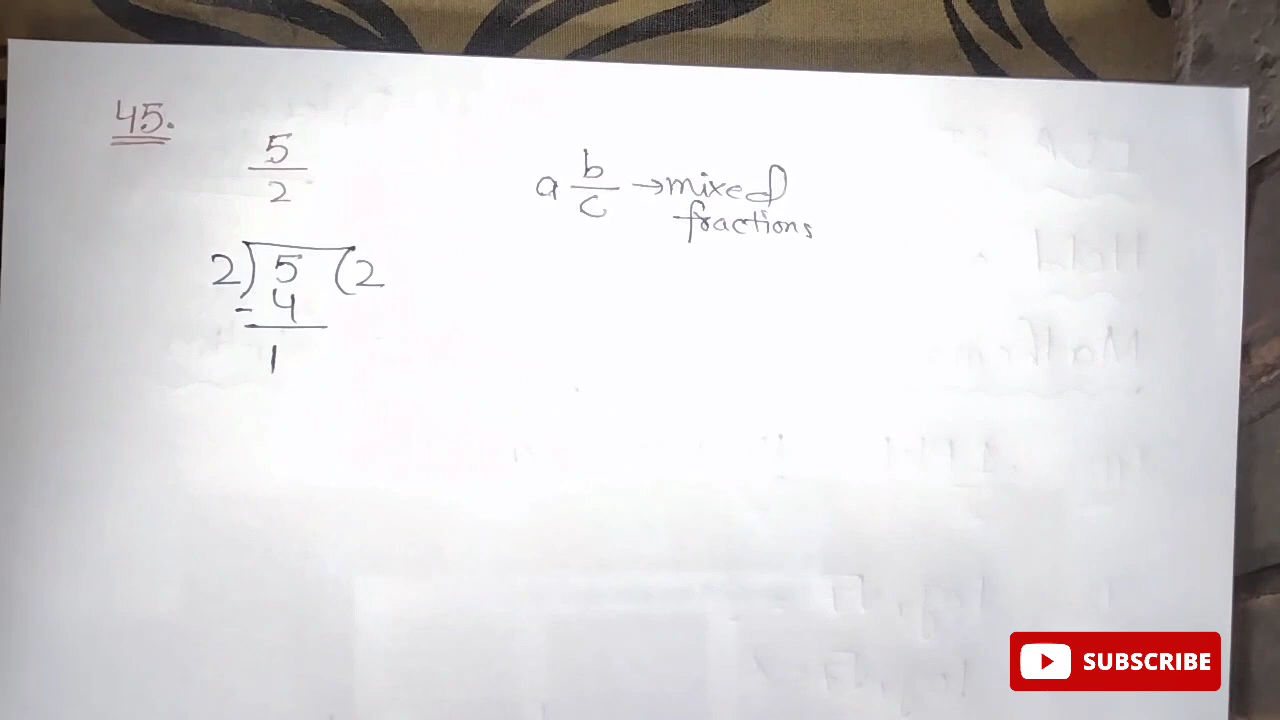 45.
5
2
a b/c → mixed
fractions
2) 5 (2
- 4
1
SUBSCRIBE